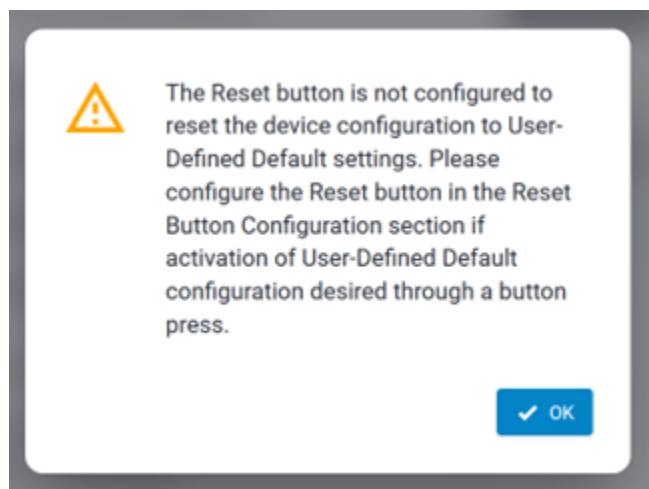 The Reset button is not configured to
reset the device configuration to User-
Defined Default settings. Please
configure the Reset button in the Reset
Button Configuration section if
activation of User-Defined Default
configuration desired through a button
press.
OK